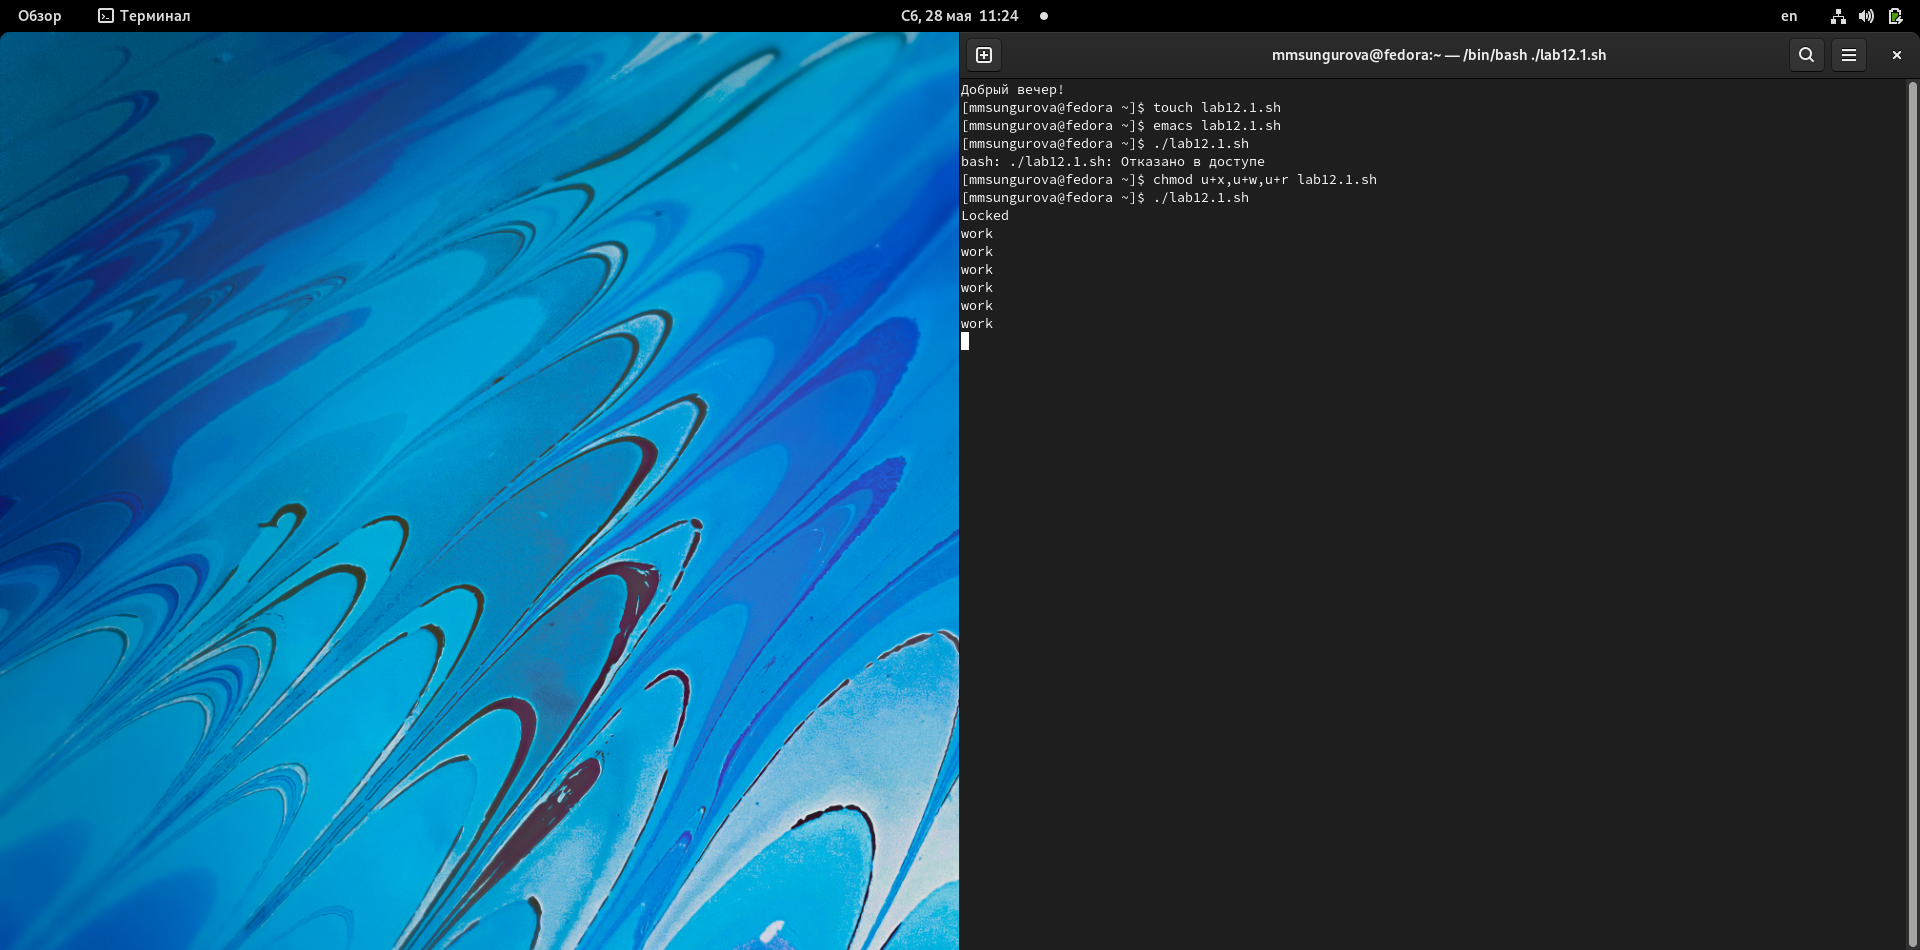 Обзор
Терминал
Сб, 28 мая 11:24
en
mmsungurova@fedora:~ — /bin/bash ./lab12.1.sh
Добрый вечер!
[mmsungurova@fedora ~]$ touch lab12.1.sh
[mmsungurova@fedora ~]$ emacs lab12.1.sh
[mmsungurova@fedora ~]$ ./lab12.1.sh
bash: ./lab12.1.sh: Отказано в доступе
[mmsungurova@fedora ~]$ chmod u+x,u+w,u+r lab12.1.sh
[mmsungurova@fedora ~]$ ./lab12.1.sh
Locked
work
work
work
work
work
work